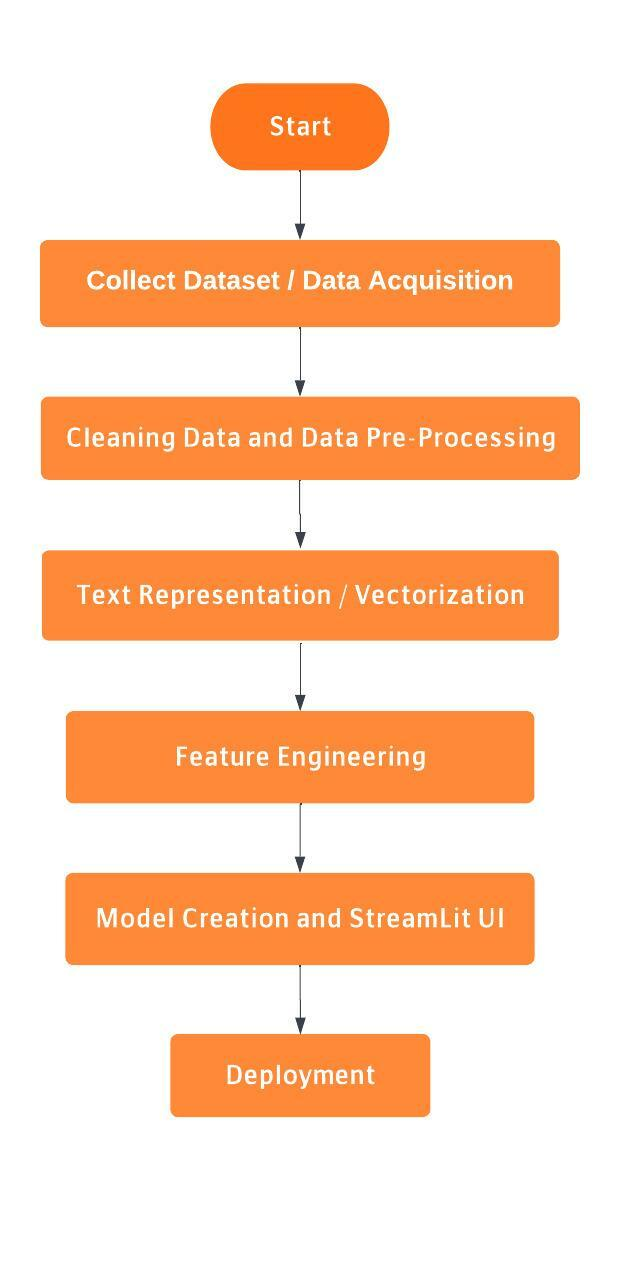 Start
Collect Dataset / Data Acquisition
Cleaning Data and Data Pre-Processing
Text Representation / Vectorization
Feature Engineering
Model Creation and StreamLit UI
Deployment